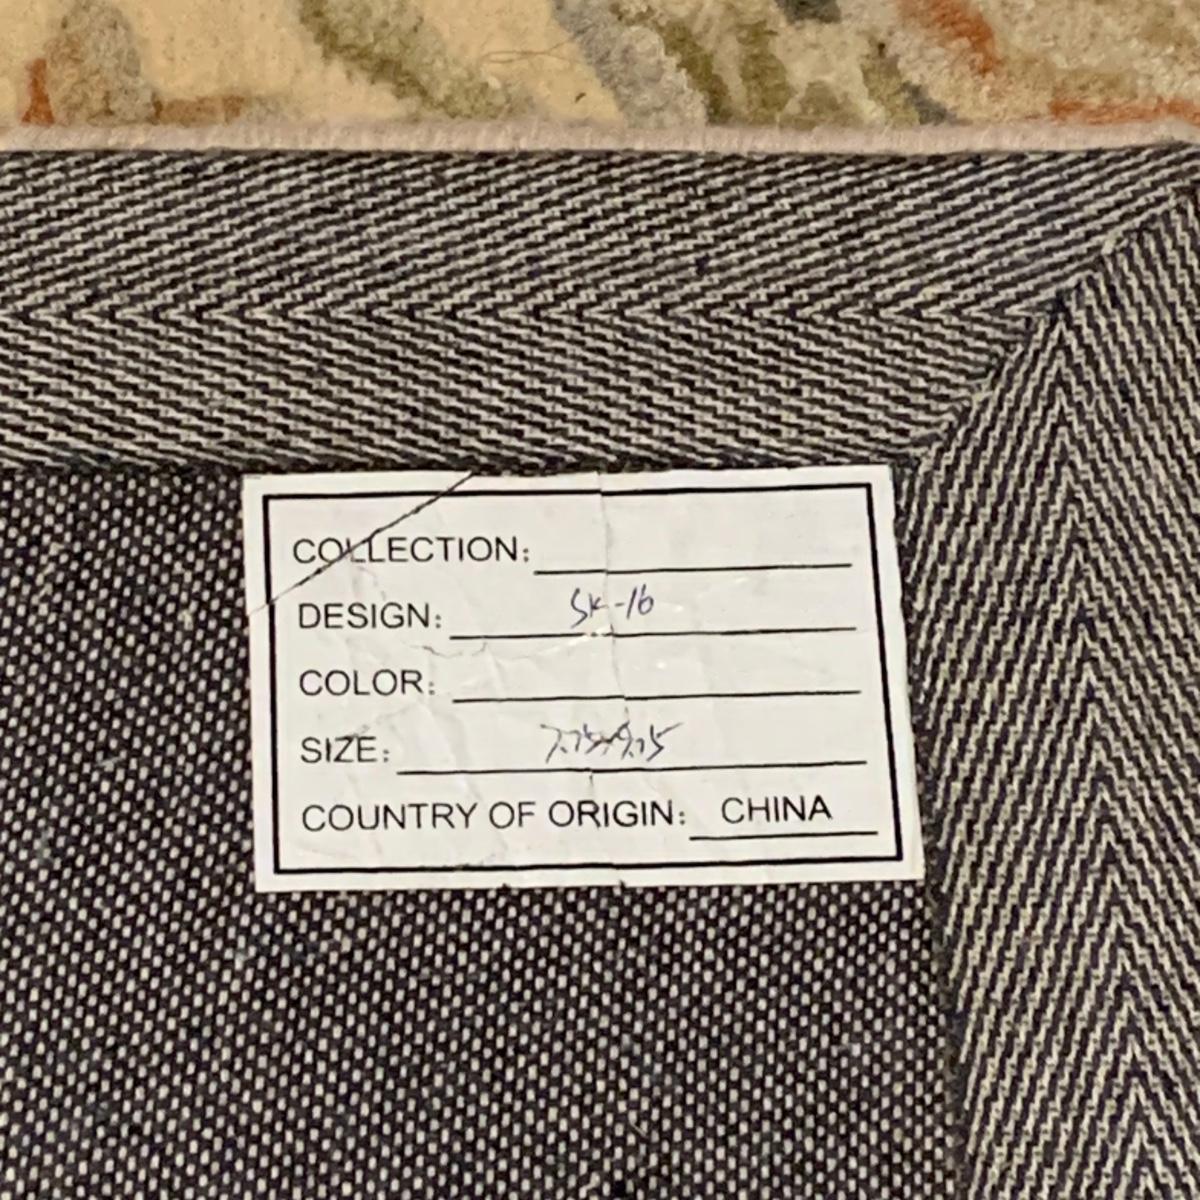 COLLECTION:
DESIGN: SK-16
COLOR:
SIZE: 7.75x9.75
COUNTRY OF ORIGIN: CHINA